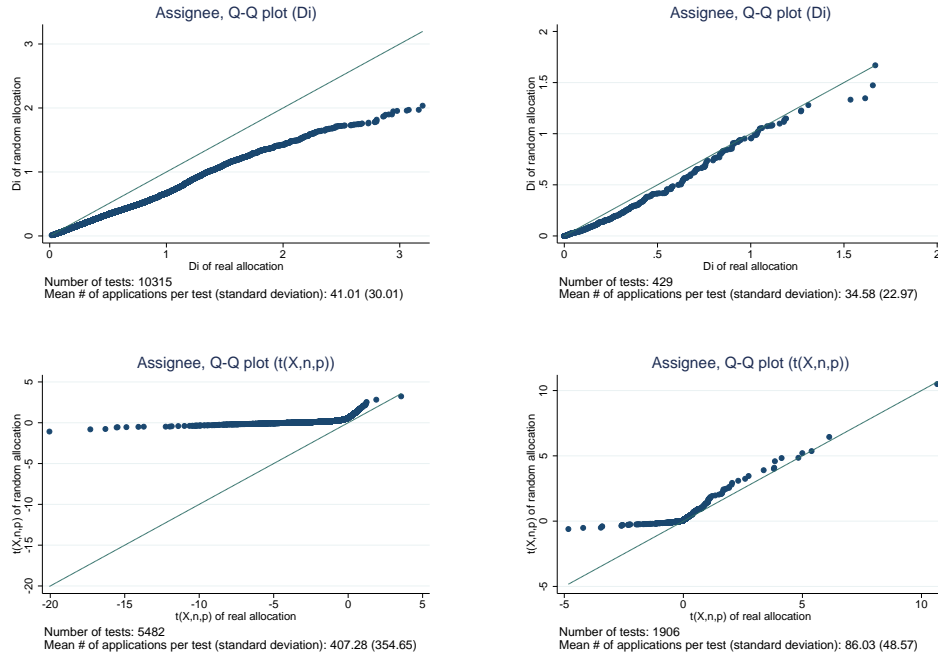 Assignee, Q-Q plot (Di)
Di of random allocation
3
2
1
0
0
1
2
3
Di of real allocation
Number of tests: 10315
Mean # of applications per test (standard deviation): 41.01 (30.01)
Assignee, Q-Q plot (Di)
Di of random allocation
2
1.5
1
.5
0
0
.5
1
1.5
2
Di of real allocation
Number of tests: 429
Mean # of applications per test (standard deviation): 34.58 (22.97)
Assignee, Q-Q plot (t(X,n,p))
t(X,n,p) of random allocation
5
0
-5
-10
-15
-20
-20
-15
-10
-5
0
5
t(X,n,p) of real allocation
Number of tests: 5482
Mean # of applications per test (standard deviation): 407.28 (354.65)
Assignee, Q-Q plot (t(X,n,p))
t(X,n,p) of random allocation
10
5
0
-5
-5
0
5
10
t(X,n,p) of real allocation
Number of tests: 1906
Mean # of applications per test (standard deviation): 86.03 (48.57)